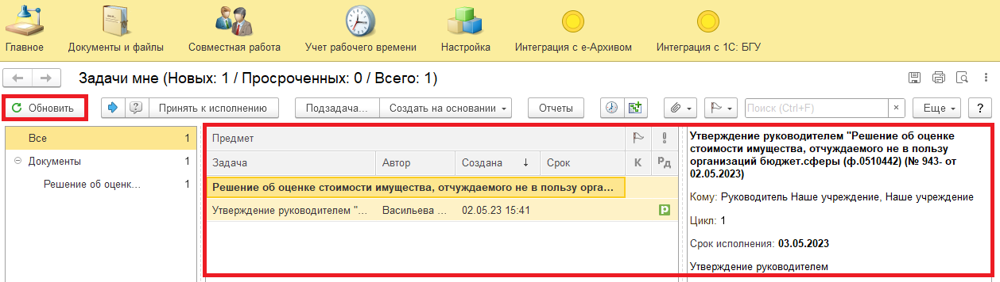 Главное Документы и файлы Совместная работа Учет рабочего времени Настройка Интеграция с е-Архивом Интеграция с 1С: БГУ
Задачи мне (Новых: 1 / Просроченных: 0 / Всего: 1)
Обновить Принять к исполнению Подзадача... Создать на основании Отчеты Поиск (Ctrl+F) × Еще ?
Все 1
Документы 1
Решение об оценк... 1
Предмет
Задача Автор Создана ↓ Срок К Рд
Решение об оценке стоимости имущества, отчуждаемого не в пользу орга...
Утверждение руководителем "... Васильева ... 02.05.23 15:41 Р
Утверждение руководителем "Решение об оценке
стоимости имущества, отчуждаемого не в пользу
организаций бюджет.сферы (ф.0510442) (№ 943- от
02.05.2023)
Кому: Руководитель Наше учреждение, Наше учреждение
Цикл: 1
Срок исполнения: 03.05.2023
Утверждение руководителем